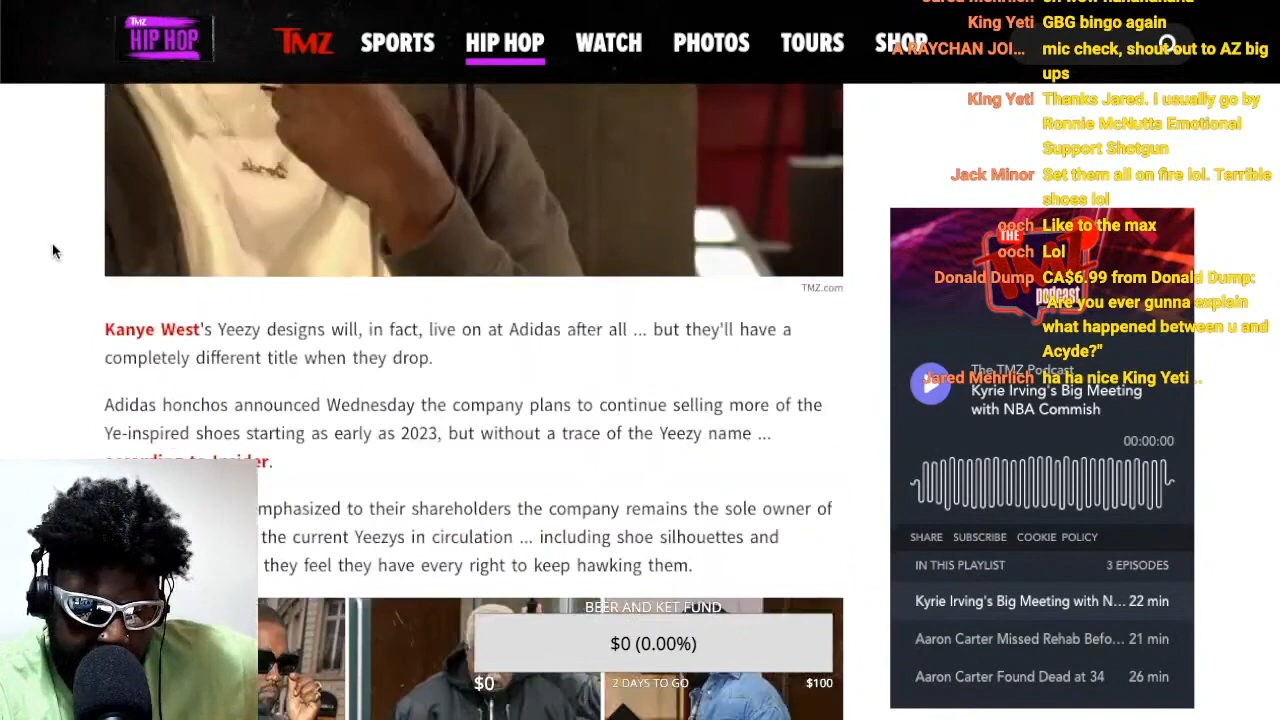 TMZ
HIP HOP
TMZ SPORTS HIP HOP WATCH PHOTOS TOURS SHOP
King Yeti GBG bingo again
A RAYCHAN JOI... mic check, shout out to AZ big
ups
King Yeti Thanks Jared. i usually go by
Ronnie McNutts Emotional
Support Shotgun
Jack Minor Set them all on fire lol. Terrible
shoes lol
ooch Like to the max
ooch Lol
Donald Dump CA$6.99 from Donald Dump:
"Are you ever gunna explain
what happened between u and
Acyde?"
Jared Mehrlich ha ha nice King Yeti ..
TMZ.com
Kanye West's Yeezy designs will, in fact, live on at Adidas after all ... but they'll have a
completely different title when they drop.
Adidas honchos announced Wednesday the company plans to continue selling more of the
Ye-inspired shoes starting as early as 2023, but without a trace of the Yeezy name ...
according to Insider.
emphasized to their shareholders the company remains the sole owner of
the current Yeezys in circulation ... including shoe silhouettes and
they feel they have every right to keep hawking them.
THE
TMZ
podcast
The TMZ Podcast
Kyrie Irving's Big Meeting
with NBA Commish
00:00:00
SHARE SUBSCRIBE COOKIE POLICY
IN THIS PLAYLIST 3 EPISODES
Kyrie Irving's Big Meeting with N... 22 min
Aaron Carter Missed Rehab Befo... 21 min
Aaron Carter Found Dead at 34 26 min
BEER AND KET FUND
$0 (0.00%)
$0 2 DAYS TO GO $100